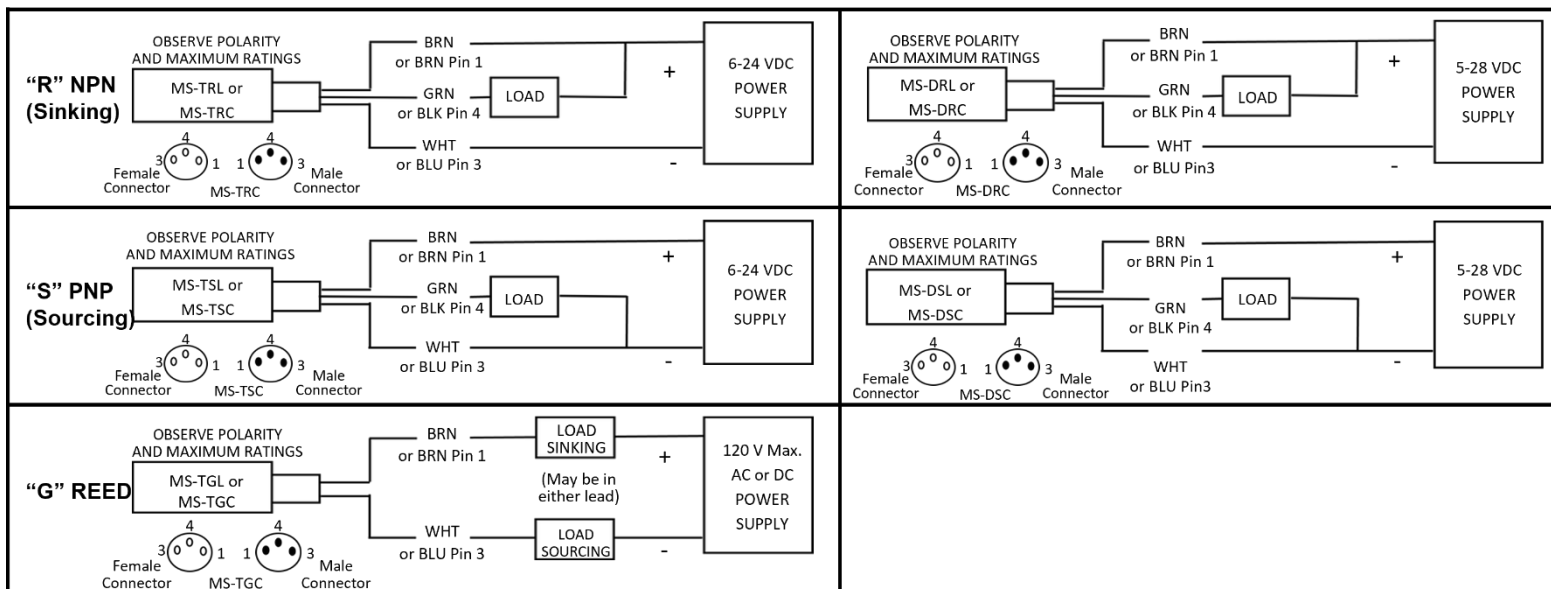 "R" NPN
(Sinking)
OBSERVE POLARITY
AND MAXIMUM RATINGS
MS-TRL or
MS-TRC
4
3
1
Female
Connector
4
1
3
Male
Connector
MS-TRC
BRN
or BRN Pin 1
GRN
or BLK Pin 4
LOAD
WHT
or BLU Pin 3
+
-
6-24 VDC
POWER
SUPPLY
OBSERVE POLARITY
AND MAXIMUM RATINGS
MS-DRL or
MS-DRC
4
3
1
Female
Connector
4
1
3
Male
Connector
MS-DRC
BRN
or BRN Pin 1
GRN
or BLK Pin 4
LOAD
WHT
or BLU Pin3
+
-
5-28 VDC
POWER
SUPPLY
"S" PNP
(Sourcing)
OBSERVE POLARITY
AND MAXIMUM RATINGS
MS-TSL or
MS-TSC
4
3
1
Female
Connector
4
1
3
Male
Connector
MS-TSC
BRN
or BRN Pin 1
GRN
or BLK Pin 4
LOAD
WHT
or BLU Pin 3
+
-
6-24 VDC
POWER
SUPPLY
OBSERVE POLARITY
AND MAXIMUM RATINGS
MS-DSL or
MS-DSC
4
3
1
Female
Connector
4
1
3
Male
Connector
MS-DSC
BRN
or BRN Pin 1
GRN
or BLK Pin 4
LOAD
WHT
or BLU Pin3
+
-
5-28 VDC
POWER
SUPPLY
"G" REED
OBSERVE POLARITY
AND MAXIMUM RATINGS
MS-TGL or
MS-TGC
4
3
1
Female
Connector
4
1
3
Male
Connector
MS-TGC
BRN
or BRN Pin 1
LOAD
SINKING
(May be in
either lead)
WHT
or BLU Pin 3
LOAD
SOURCING
+
-
120 V Max.
AC or DC
POWER
SUPPLY